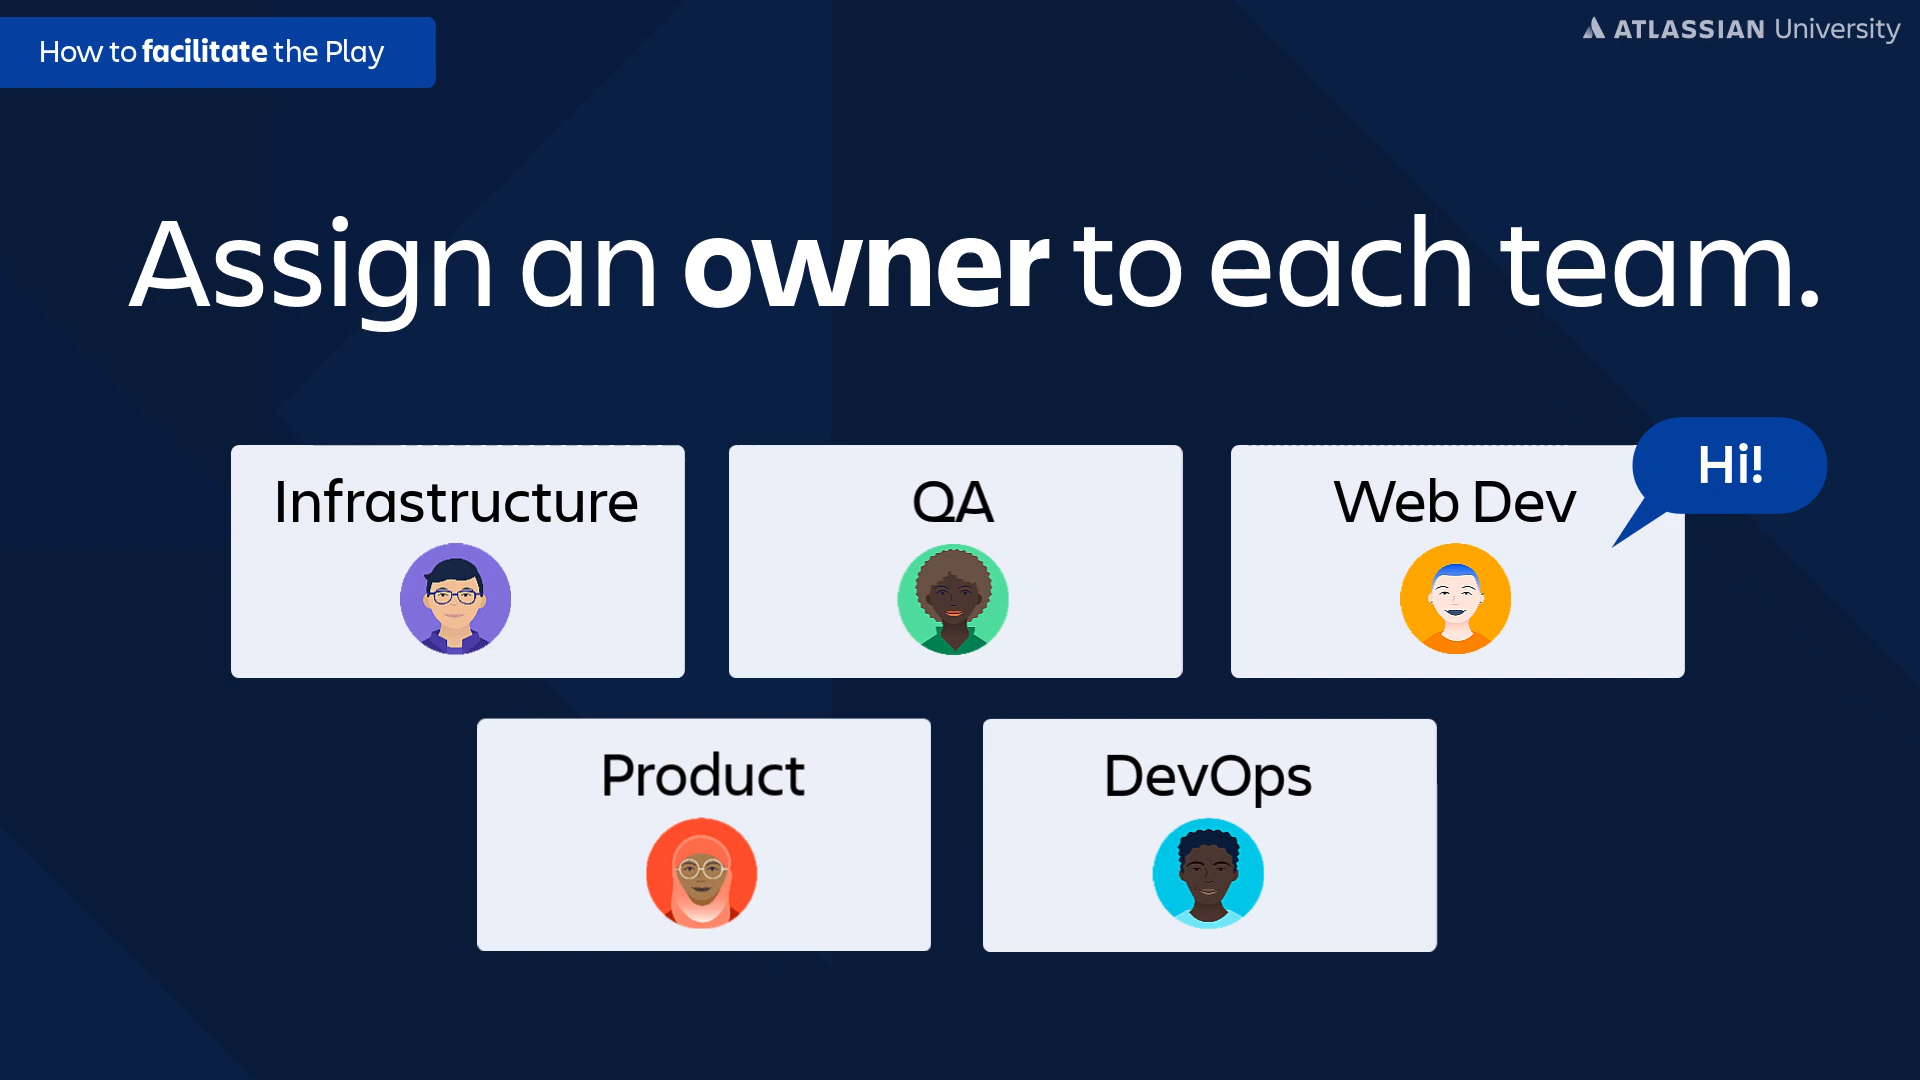 How to facilitate the Play
ATLASSIAN University
Assign an owner to each team.
Infrastructure
QA
Web Dev
Hi!
Product
DevOps